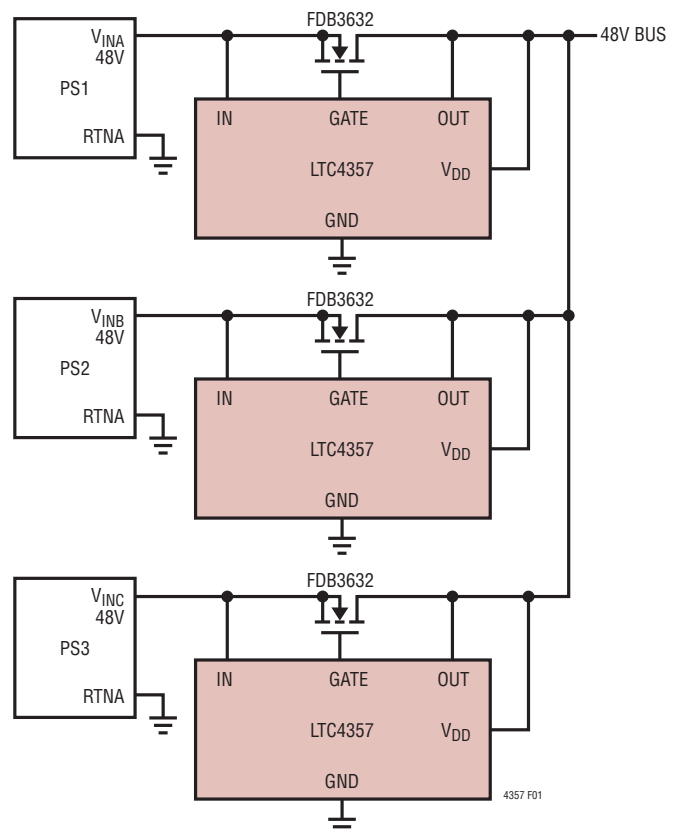 FDB3632
V_INA
48V
48V BUS
PS1
RTNA
IN GATE OUT
LTC4357 V_DD
GND
FDB3632
V_INB
48V
PS2
RTNA
IN GATE OUT
LTC4357 V_DD
GND
FDB3632
V_INC
48V
PS3
RTNA
IN GATE OUT
LTC4357 V_DD
GND
4357 F01